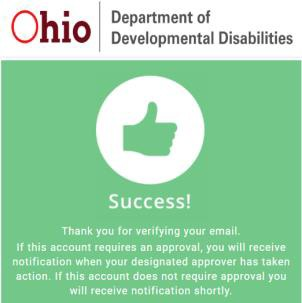 Ohio
Department of
Developmental Disabilities
Success!
Thank you for verifying your email.
If this account requires an approval, you will receive
notification when your designated approver has taken
action. If this account does not require approval you
will receive notification shortly.